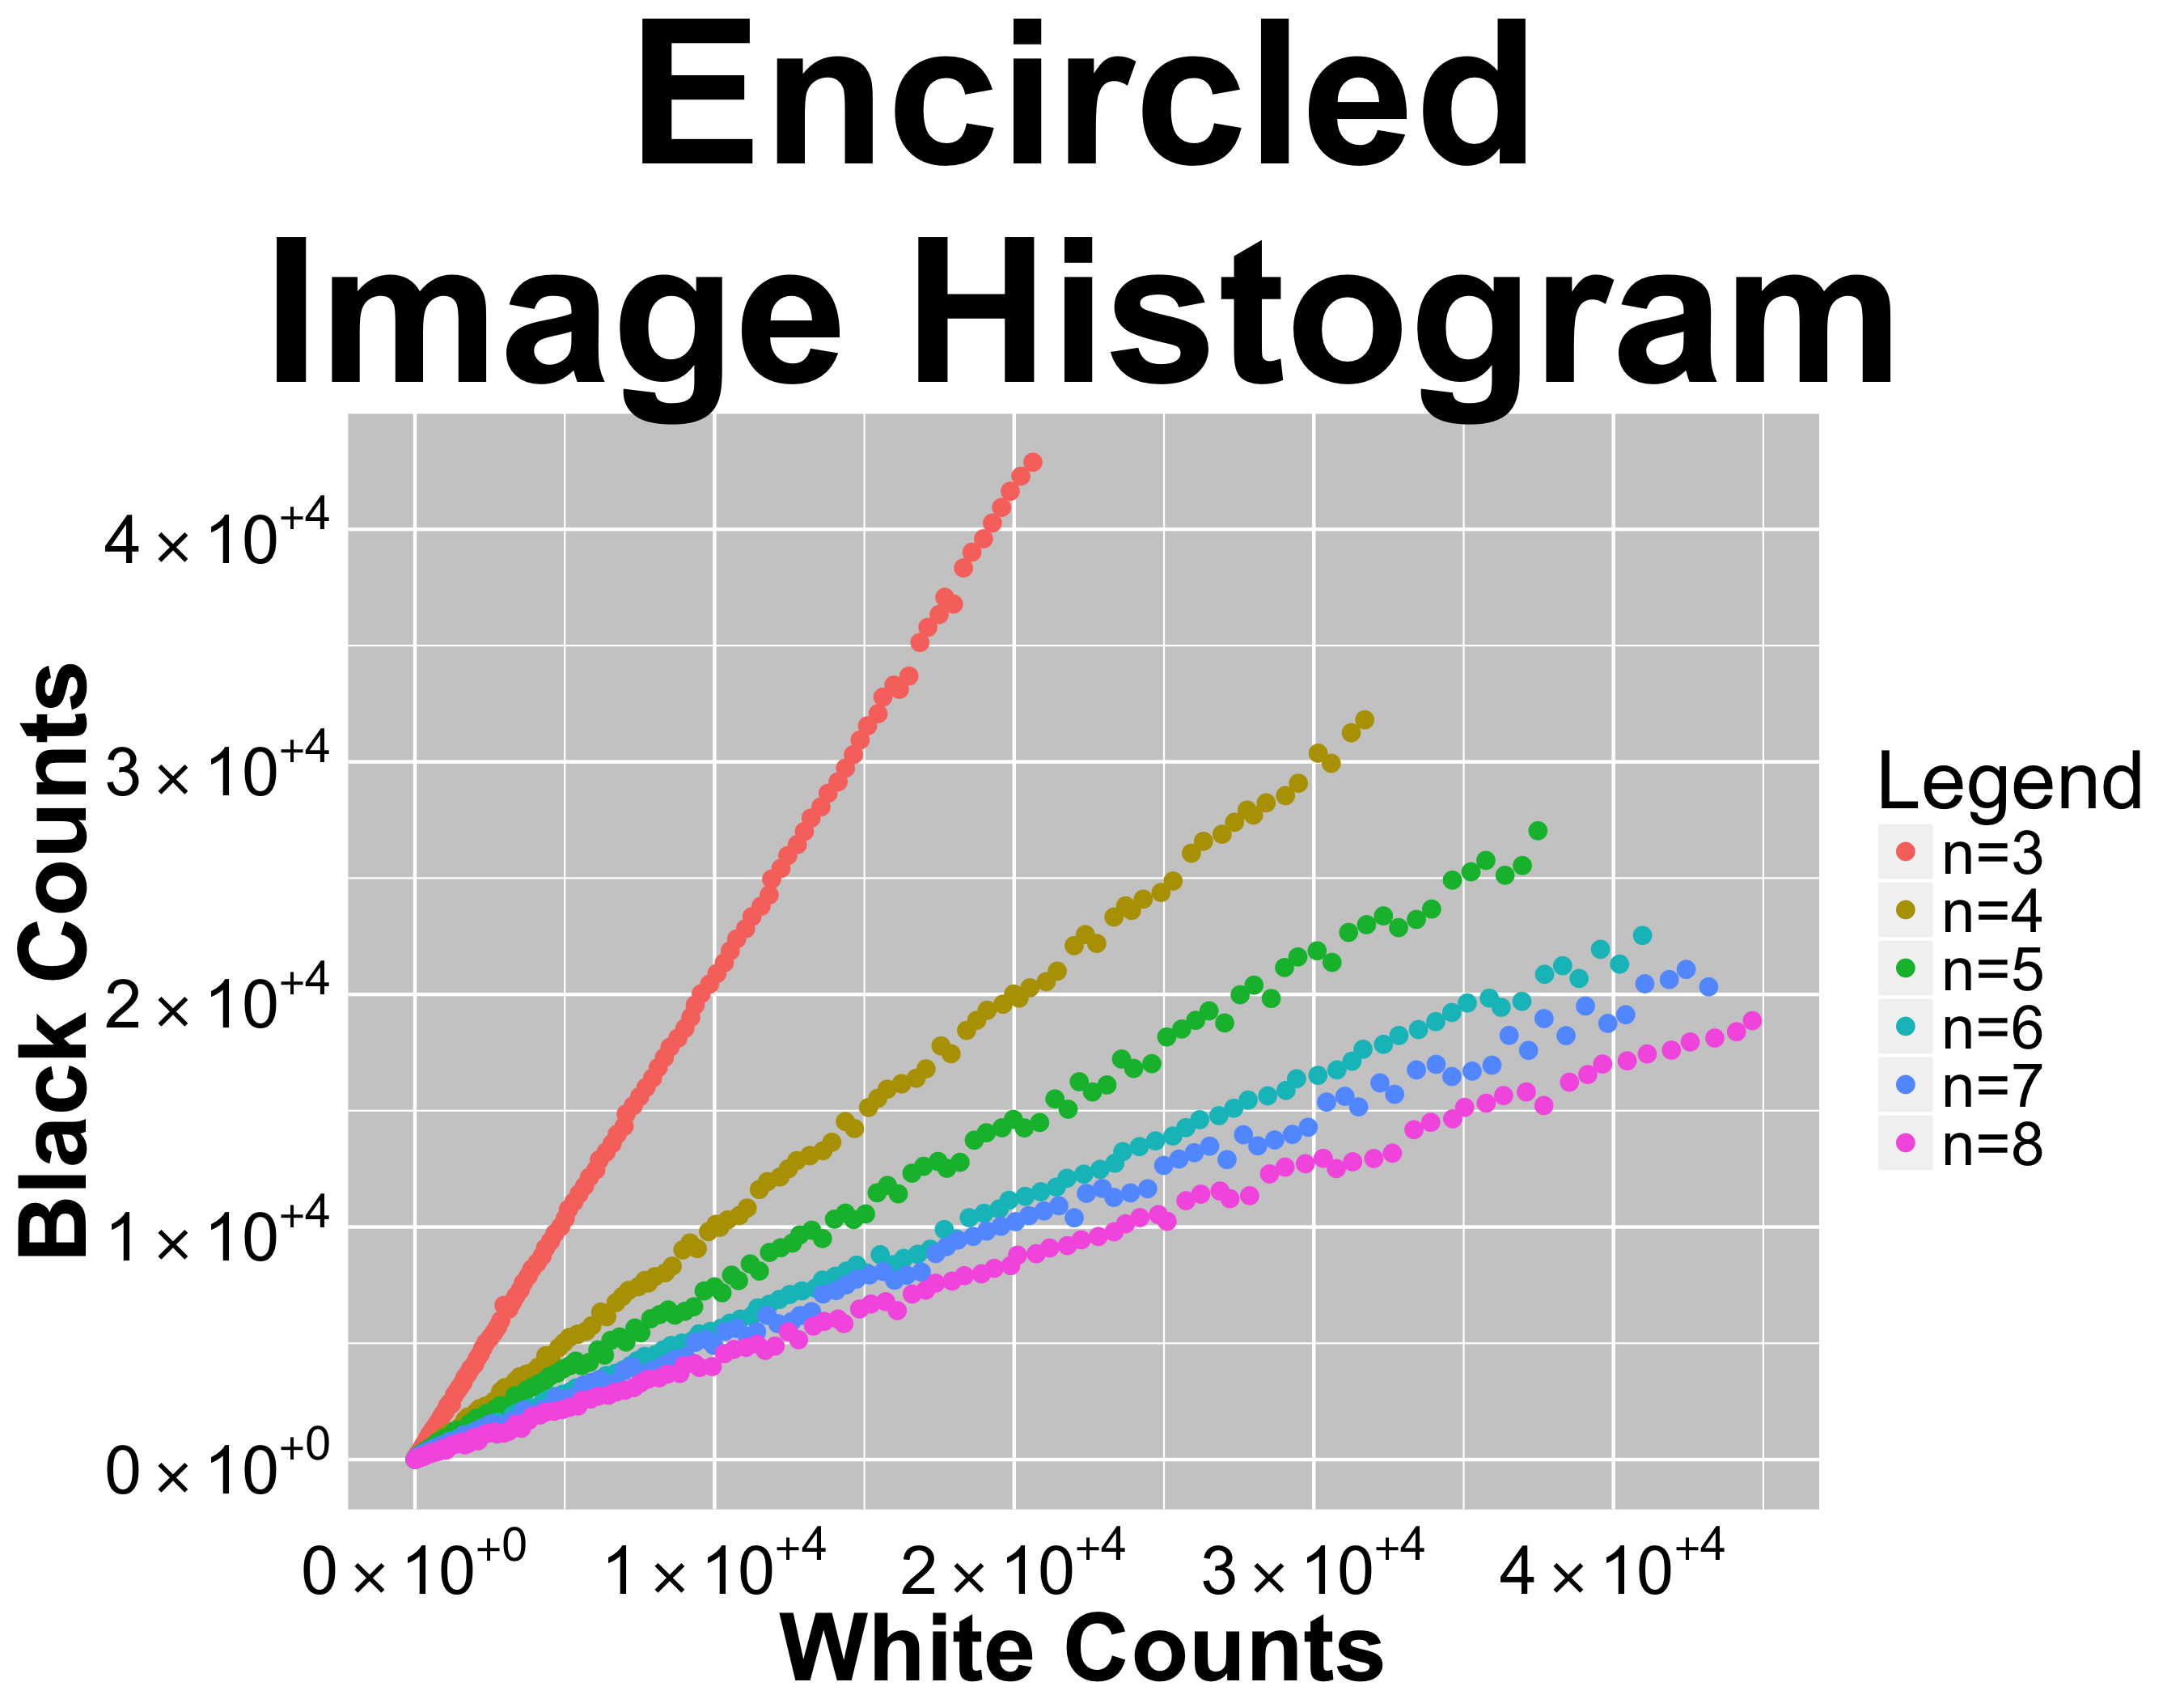 Encircled
Image Histogram
Black Counts
4×10⁺⁴
3×10⁺⁴
2×10⁺⁴
1×10⁺⁴
0×10⁺⁰
0×10⁺⁰ 1×10⁺⁴ 2×10⁺⁴ 3×10⁺⁴ 4×10⁺⁴
White Counts
Legend
n=3
n=4
n=5
n=6
n=7
n=8